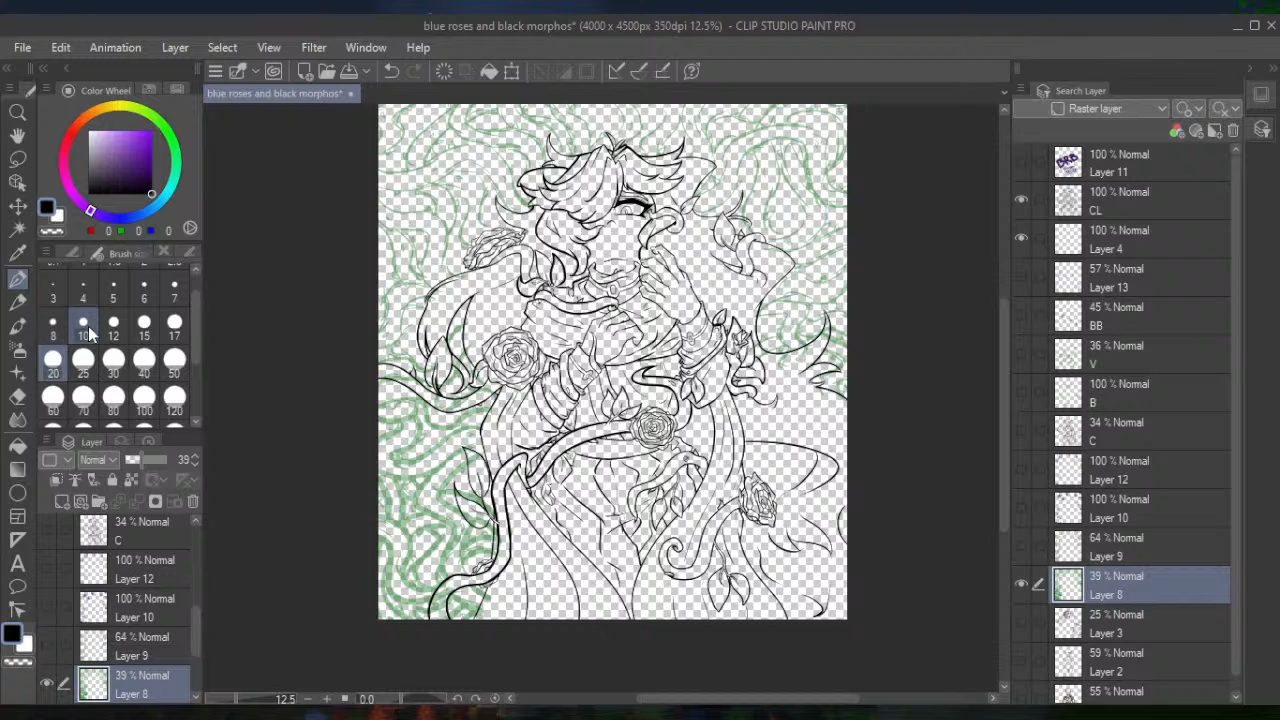 blue roses and black morphos* (4000 x 4500px 350dpi 12.5%) - CLIP STUDIO PAINT PRO
File Edit Animation Layer Select View Filter Window Help
Color Wheel
blue roses and black morphos*
0 0 0
Brush
3 4 5 6 7
8 10 12 15 17
20 25 30 40 50
60 70 80 100 120
Layer
Normal 39
34 % Normal
C
100 % Normal
Layer 12
100 % Normal
Layer 10
64 % Normal
Layer 9
39 % Normal
Layer 8
12.5 0.0
Search Layer
Raster layer
BRB
100 % Normal
Layer 11
100 % Normal
CL
100 % Normal
Layer 4
57 % Normal
Layer 13
45 % Normal
BB
36 % Normal
V
100 % Normal
B
34 % Normal
C
100 % Normal
Layer 12
100 % Normal
Layer 10
64 % Normal
Layer 9
39 % Normal
Layer 8
25 % Normal
Layer 3
59 % Normal
Layer 2
55 % Normal